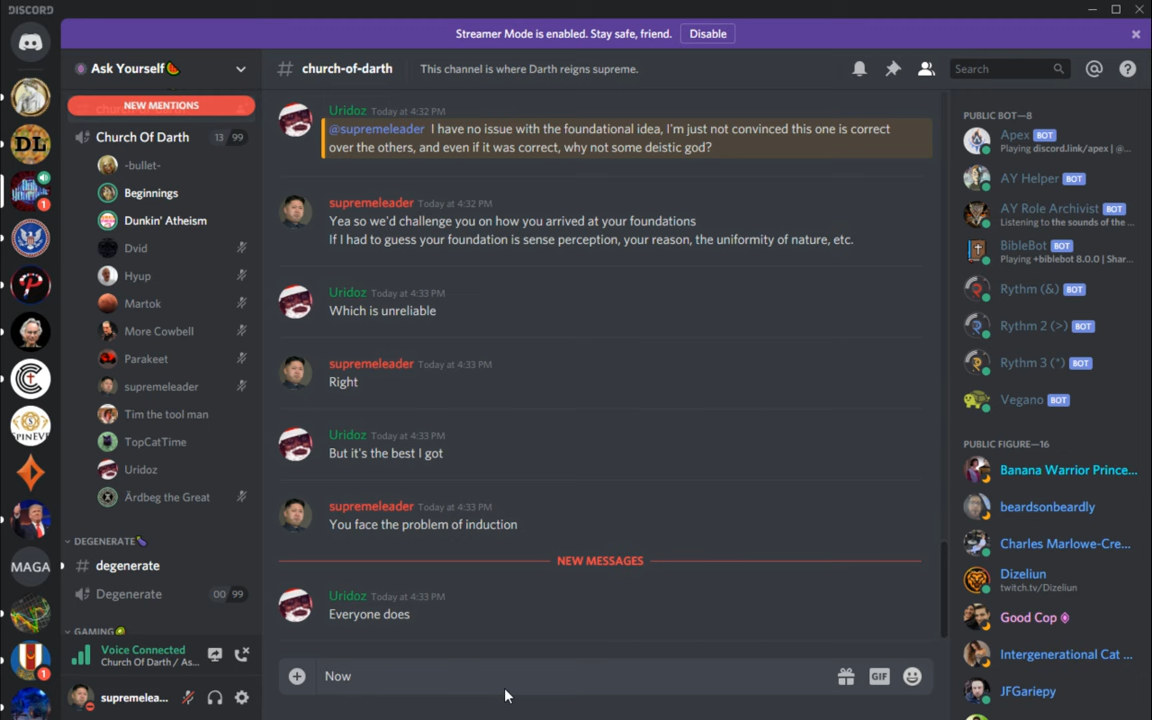 DISCORD
Streamer Mode is enabled. Stay safe, friend. Disable
Ask Yourself🍉
NEW MENTIONS
Church Of Darth 13 99
-bullet-
Beginnings
Dunkin' Atheism
Dvid
Hyup
Martok
More Cowbell
Parakeet
supremeleader
Tim the tool man
TopCatTime
Uridoz
Ärdbeg the Great
DEGENERATE🍆
# degenerate
Degenerate 00 99
GAMING🥝
Voice Connected
Church Of Darth / As...
supremelea...
DL
SPINEVE
MAGA
1
1
# church-of-darth This channel is where Darth reigns supreme.
Search
Uridoz Today at 4:32 PM
@supremeleader I have no issue with the foundational idea, I'm just not convinced this one is correct
over the others, and even if it was correct, why not some deistic god?
supremeleader Today at 4:32 PM
Yea so we'd challenge you on how you arrived at your foundations
If I had to guess your foundation is sense perception, your reason, the uniformity of nature, etc.
Uridoz Today at 4:33 PM
Which is unreliable
supremeleader Today at 4:33 PM
Right
Uridoz Today at 4:33 PM
But it's the best I got
supremeleader Today at 4:33 PM
You face the problem of induction
NEW MESSAGES
Uridoz Today at 4:33 PM
Everyone does
Now
GIF
PUBLIC BOT—8
Apex BOT
Playing discord.link/apex | @...
AY Helper BOT
AY Role Archivist BOT
Listening to the sounds of the ...
BibleBot BOT
Playing +biblebot 8.0.0 | Shar...
Rythm (&) BOT
Rythm 2 (>) BOT
Rythm 3 (*) BOT
Vegano BOT
PUBLIC FIGURE—16
Banana Warrior Prince...
beardsonbeardly
Charles Marlowe-Cre...
Dizeliun
twitch.tv/Dizeliun
Good Cop
Intergenerational Cat ...
JFGariepy